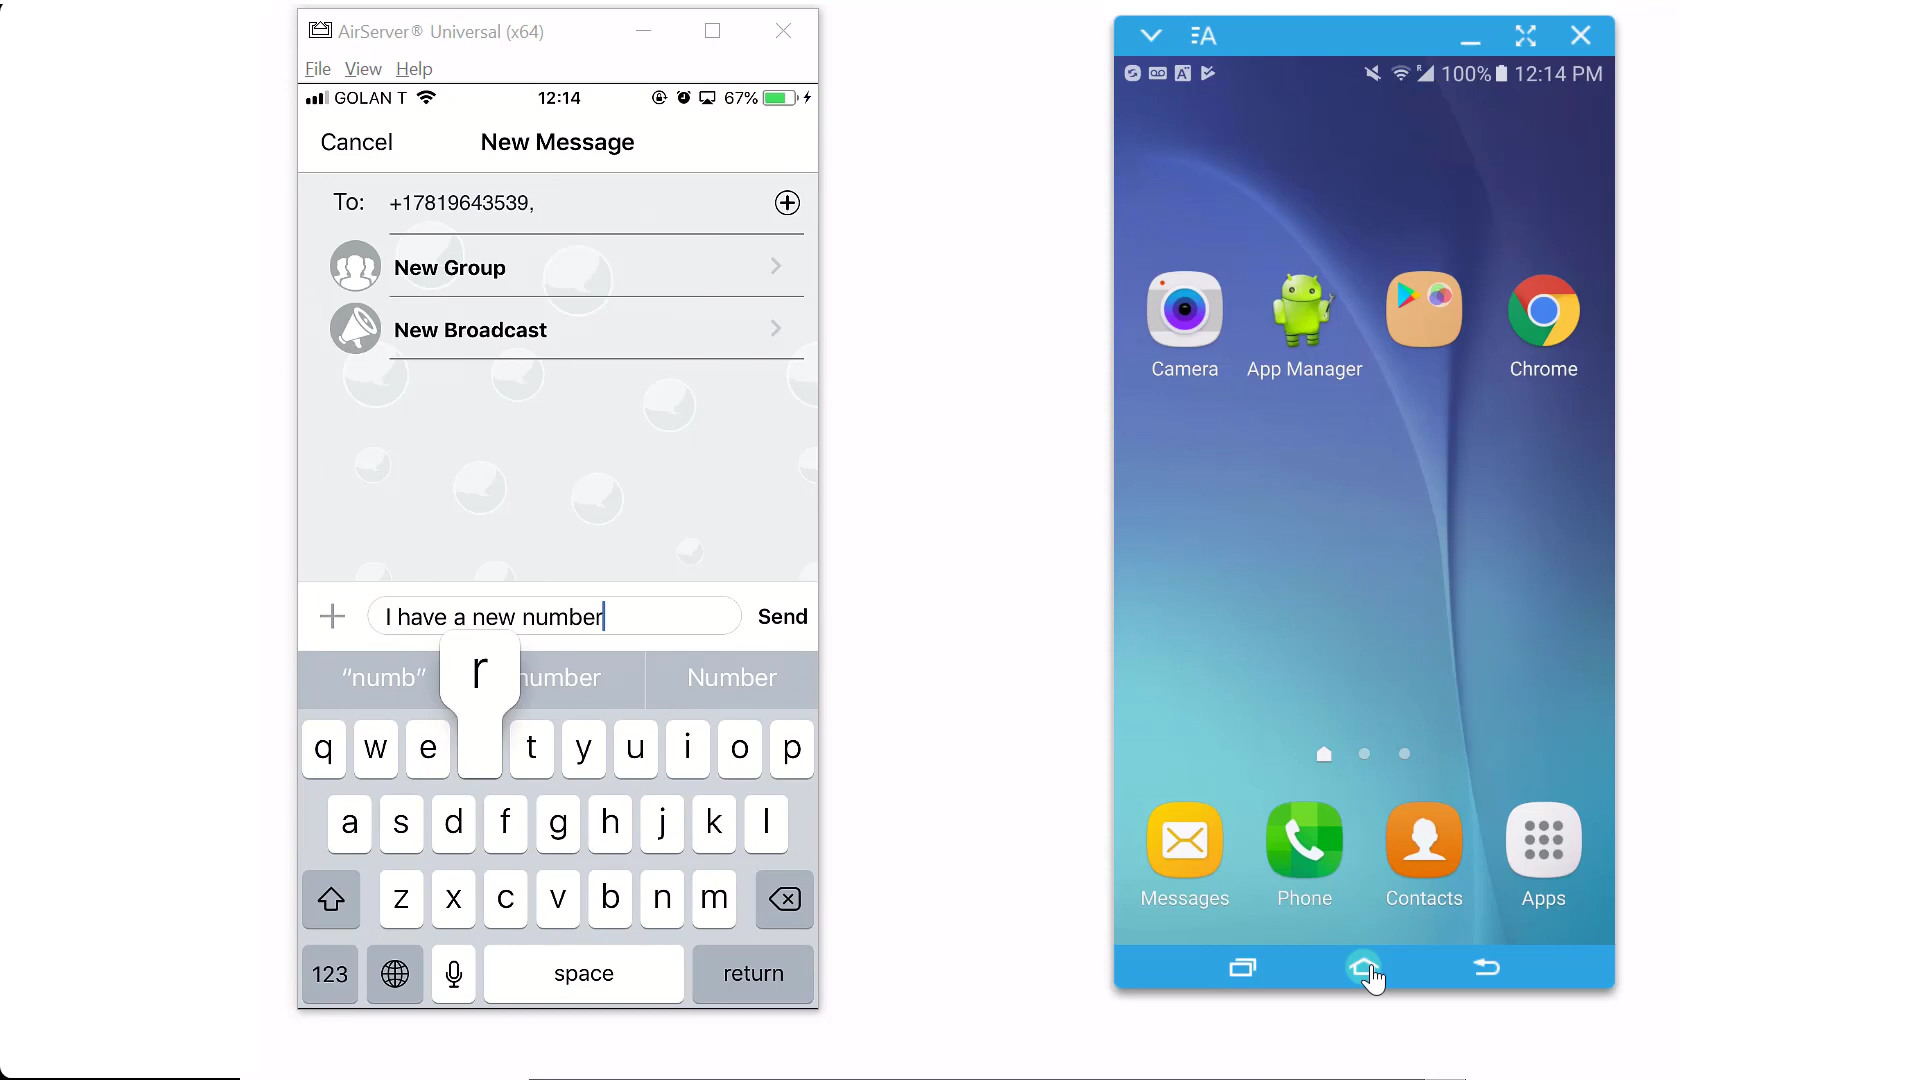 AirServer® Universal (x64)
File View Help
GOLAN T 12:14 67%
Cancel New Message
To: +17819643539,
New Group
New Broadcast
I have a new number Send
"numb" number Number
r
q w e t y u i o p
a s d f g h j k l
z x c v b n m
123 space return
A
100% 12:14 PM
Camera App Manager Chrome
Messages Phone Contacts Apps